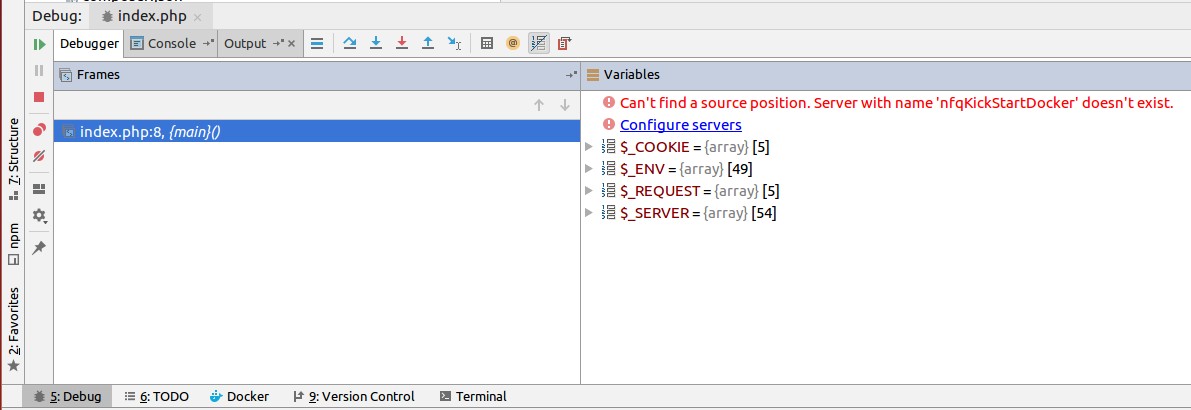 Debug: index.php
Debugger Console Output
Frames
Variables
index.php:8, {main}()
Can't find a source position. Server with name 'nfqKickStartDocker' doesn't exist.
Configure servers
$_COOKIE = {array} [5]
$_ENV = {array} [49]
$_REQUEST = {array} [5]
$_SERVER = {array} [54]
7: Structure
npm
2: Favorites
5: Debug 6: TODO Docker 9: Version Control Terminal